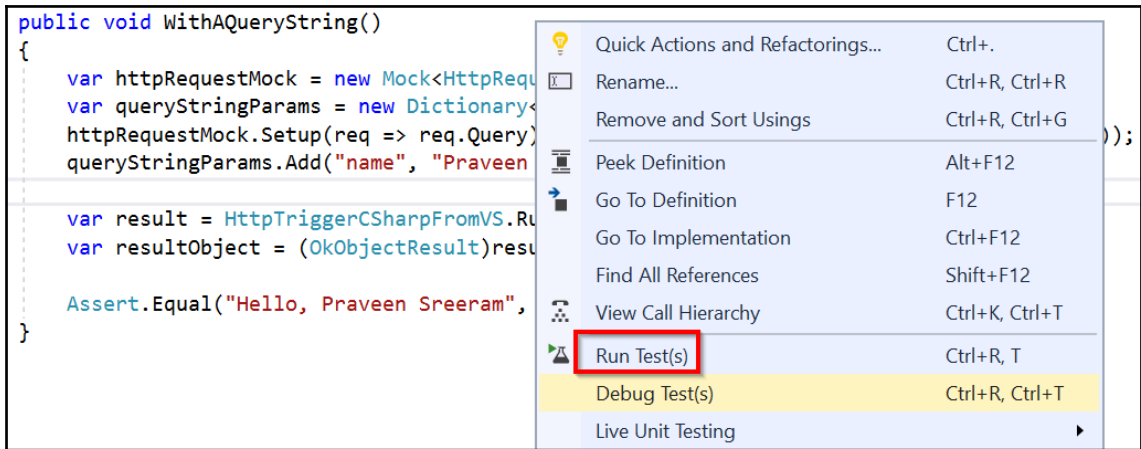 public void WithAQueryString()
{
var httpRequestMock = new Mock<HttpRequ
var queryStringParams = new Dictionary<
httpRequestMock.Setup(req => req.Query) ));
queryStringParams.Add("name", "Praveen
var result = HttpTriggerCSharpFromVS.Ru
var resultObject = (OkObjectResult)resu
Assert.Equal("Hello, Praveen Sreeram",
}
Quick Actions and Refactorings... Ctrl+.
Rename... Ctrl+R, Ctrl+R
Remove and Sort Usings Ctrl+R, Ctrl+G
Peek Definition Alt+F12
Go To Definition F12
Go To Implementation Ctrl+F12
Find All References Shift+F12
View Call Hierarchy Ctrl+K, Ctrl+T
Run Test(s) Ctrl+R, T
Debug Test(s) Ctrl+R, Ctrl+T
Live Unit Testing